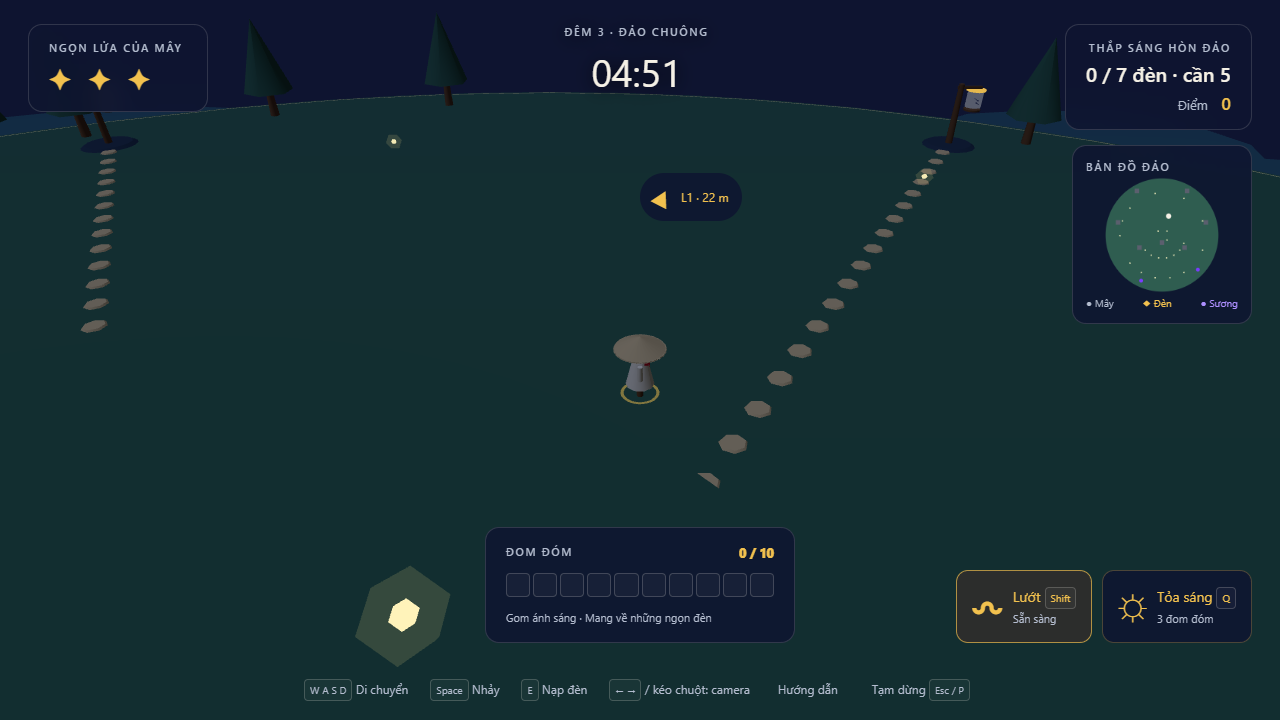 NGỌN LỬA CỦA MÂY
ĐÊM 3 · ĐẢO CHUÔNG
04:51
THẮP SÁNG HÒN ĐẢO
0 / 7 đèn · cần 5
Điểm 0
BẢN ĐỒ ĐẢO
Mây Đèn Sương
L1 · 22 m
ĐOM ĐÓM 0 / 10
Gom ánh sáng · Mang về những ngọn đèn
Lướt Shift
Sẵn sàng
Tỏa sáng Q
3 đom đóm
W A S D Di chuyển Space Nhảy E Nạp đèn ←→ / kéo chuột: camera Hướng dẫn Tạm dừng Esc / P